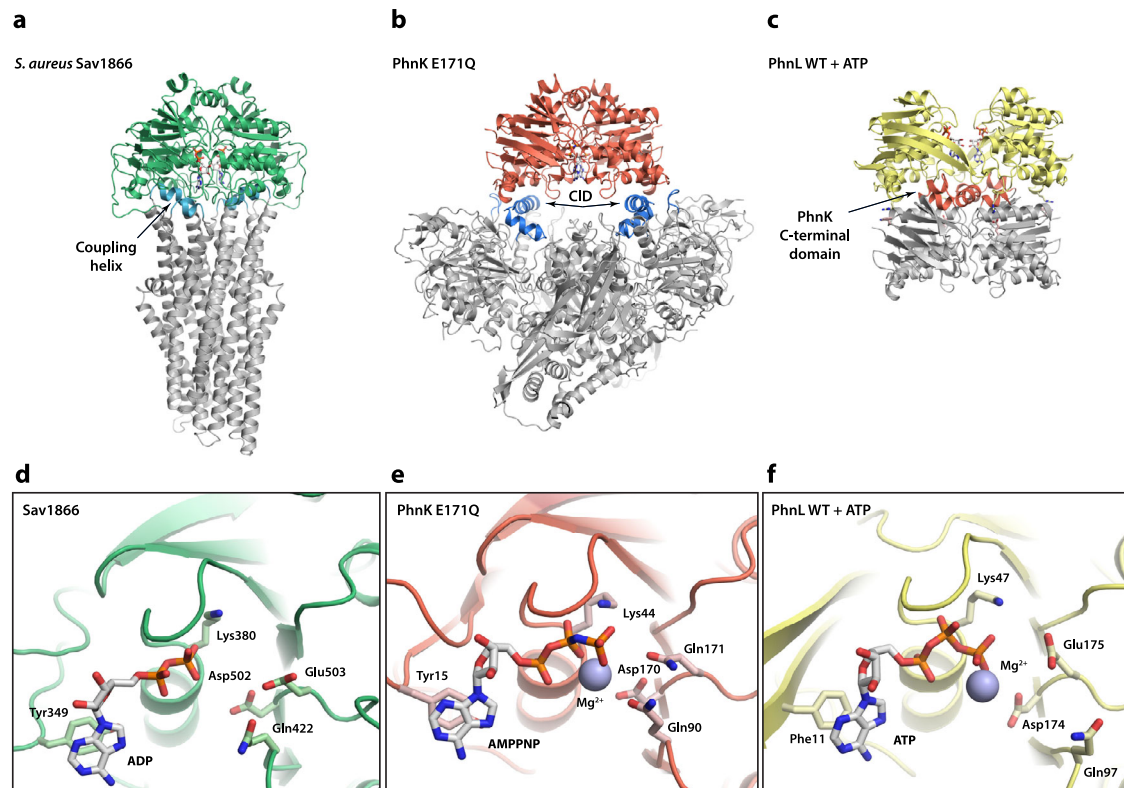 a
S. aureus Sav1866
Coupling
helix
b
PhnK E171Q
CID
c
PhnL WT + ATP
PhnK
C-terminal
domain
d
Sav1866
Lys380
Asp502
Glu503
Tyr349
Gln422
ADP
e
PhnK E171Q
Lys44
Gln171
Asp170
Tyr15
Mg²⁺
Gln90
AMPPNP
f
PhnL WT + ATP
Lys47
Glu175
Mg²⁺
Asp174
Phe11
ATP
Gln97